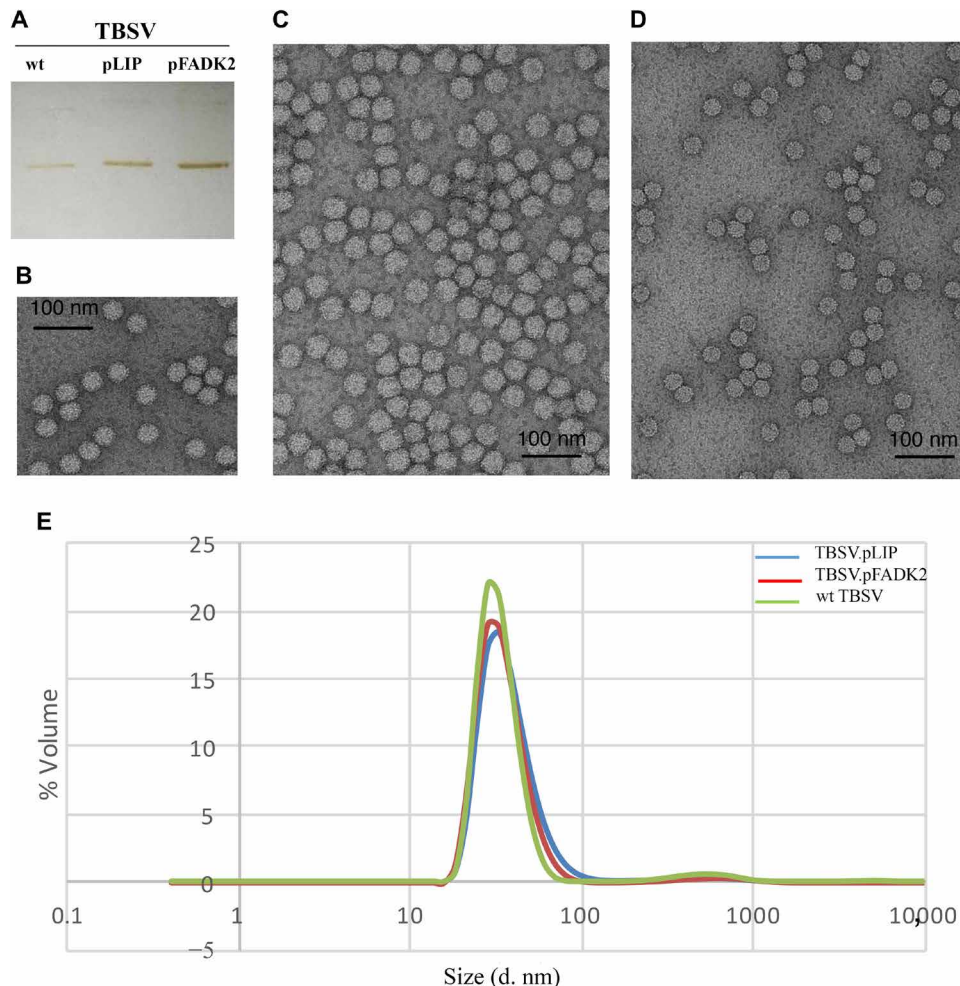 A
TBSV
wt pLIP pFADK2
B
100 nm
C
100 nm
D
100 nm
E
25
20
15
10
5
0
−5
% Volume
0.1 1 10 100 1000 10,000
Size (d. nm)
TBSV.pLIP
TBSV.pFADK2
wt TBSV